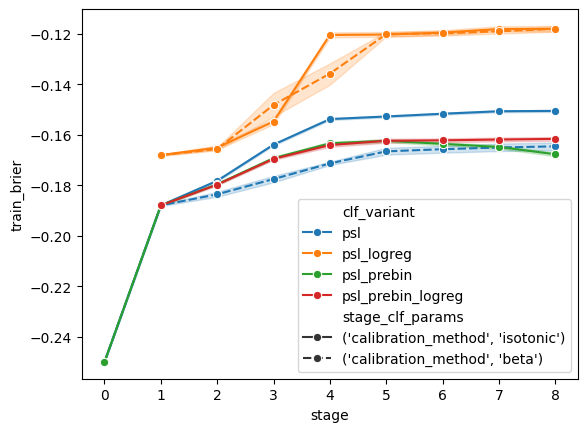 train_brier
−0.12
−0.14
−0.16
−0.18
−0.20
−0.22
−0.24
clf_variant
psl
psl_logreg
psl_prebin
psl_prebin_logreg
stage_clf_params
('calibration_method', 'isotonic')
('calibration_method', 'beta')
0 1 2 3 4 5 6 7 8
stage